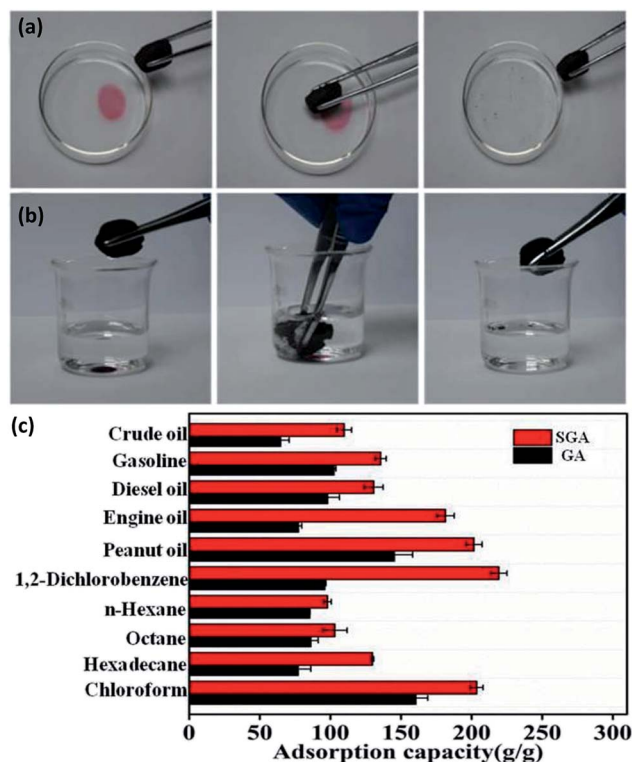 (a)
(b)
(c)
SGA
GA
Crude oil
Gasoline
Diesel oil
Engine oil
Peanut oil
1,2-Dichlorobenzene
n-Hexane
Octane
Hexadecane
Chloroform
0 50 100 150 200 250 300
Adsorption capacity(g/g)